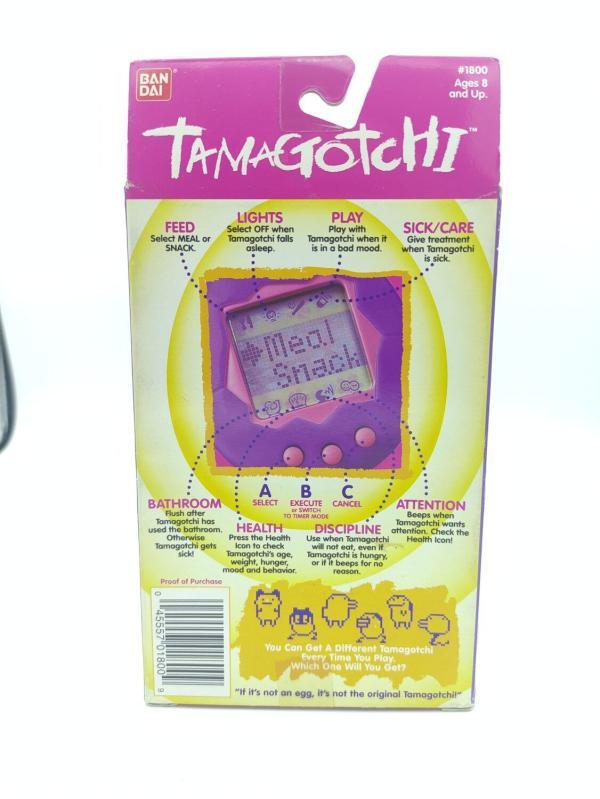 BAN
DAI
#1800
Ages 8
and Up.
TAMAGOTCHI™
FEED
Select MEAL or
SNACK.
LIGHTS
Select OFF when
Tamagotchi falls
asleep.
PLAY
Play with
Tamagotchi when it
is in a bad mood.
SICK/CARE
Give treatment
when Tamagotchi
is sick.
Meal
Snack
A
SELECT
B
EXECUTE
or SWITCH
TO TIMER MODE
C
CANCEL
BATHROOM
Flush after
Tamagotchi has
used the bathroom.
Otherwise
Tamagotchi gets
sick!
HEALTH
Press the Health
Icon to check
Tamagotchi's age,
weight, hunger,
mood and behavior.
DISCIPLINE
Use when Tamagotchi
will not eat, even if
Tamagotchi is hungry,
or if it beeps for no
reason.
ATTENTION
Beeps when
Tamagotchi wants
attention. Check the
Health Icon!
Proof of Purchase
0 45557 01800 9
You Can Get A Different Tamagotchi
Every Time You Play.
Which One Will You Get?
"If it's not an egg, it's not the original Tamagotchi!"